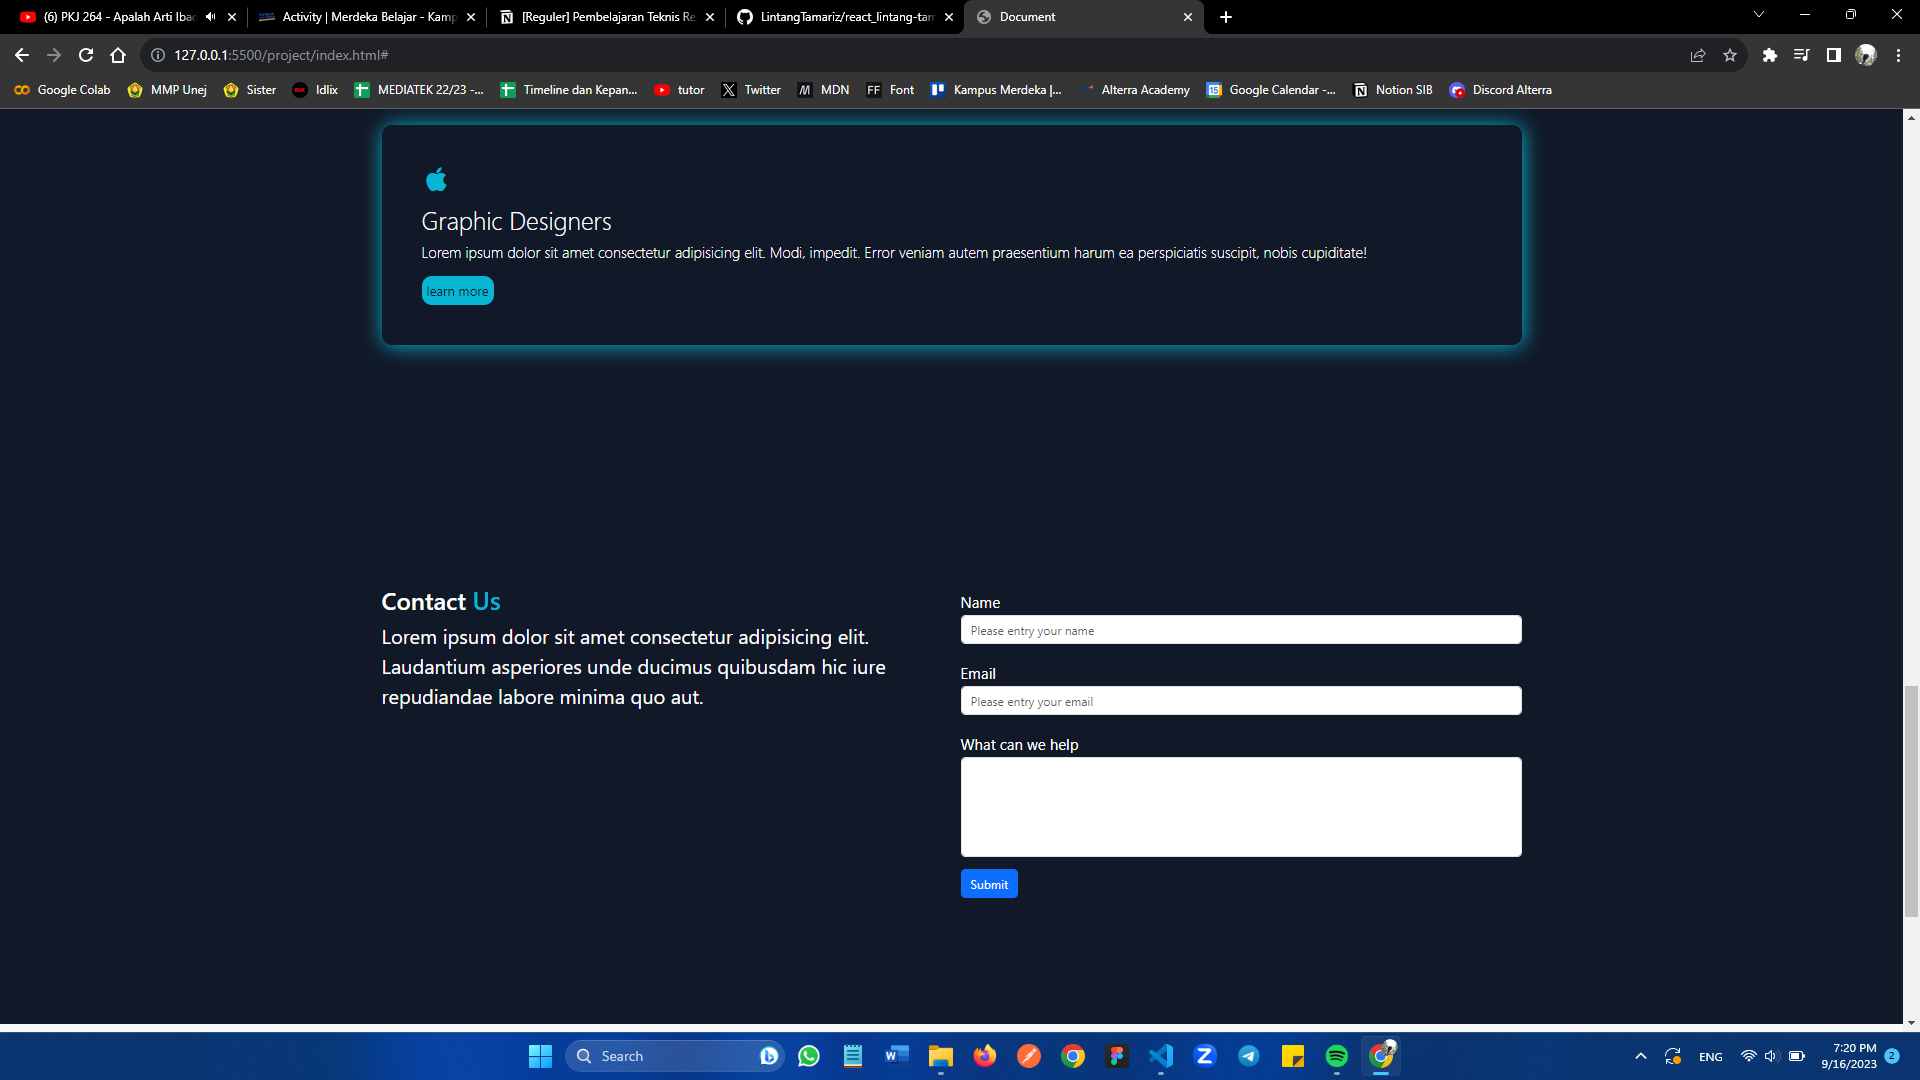 (6) PKJ 264 - Apalah Arti Ibad
Activity | Merdeka Belajar - Kamp
[Reguler] Pembelajaran Teknis Re
LintangTamariz/react_lintang-tam
Document
127.0.0.1:5500/project/index.html#
Google Colab
MMP Unej
Sister
Idlix
MEDIATEK 22/23 -...
Timeline dan Kepan...
tutor
Twitter
MDN
FF Font
Kampus Merdeka |...
Alterra Academy
Google Calendar -...
Notion SIB
Discord Alterra
Graphic Designers
Lorem ipsum dolor sit amet consectetur adipisicing elit. Modi, impedit. Error veniam autem praesentium harum ea perspiciatis suscipit, nobis cupiditate!
learn more
Contact Us
Lorem ipsum dolor sit amet consectetur adipisicing elit.
Laudantium asperiores unde ducimus quibusdam hic iure
repudiandae labore minima quo aut.
Name
Please entry your name
Email
Please entry your email
What can we help
Submit
Search
ENG
7:20 PM
9/16/2023
2